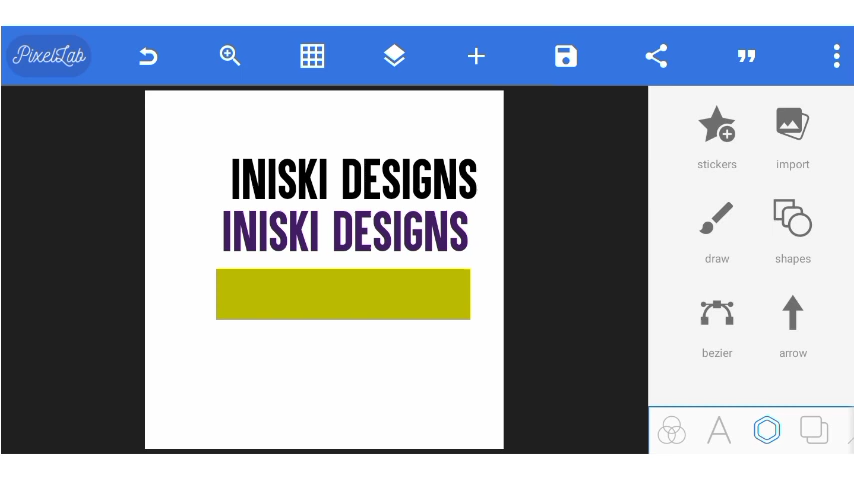 PixelLab
INISKI DESIGNS
INISKI DESIGNS
stickers
import
draw
shapes
bezier
arrow